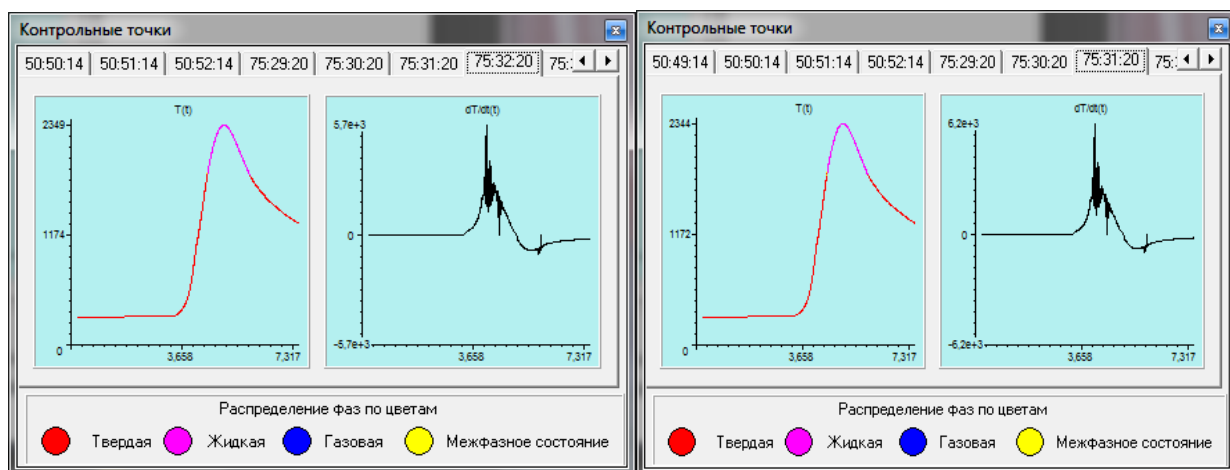 Контрольные точки
50:50:14 50:51:14 50:52:14 75:29:20 75:30:20 75:31:20 75:32:20 75:
T(t)
2349
1174
0
3,658 7,317
dT/dt(t)
5,7e+3
0
-5,7e+3
3,658 7,317
Распределение фаз по цветам
Твердая Жидкая Газовая Межфазное состояние
Контрольные точки
50:49:14 50:50:14 50:51:14 50:52:14 75:29:20 75:30:20 75:31:20 75:
T(t)
2344
1172
0
3,658 7,317
dT/dt(t)
6,2e+3
0
-6,2e+3
3,658 7,317
Распределение фаз по цветам
Твердая Жидкая Газовая Межфазное состояние